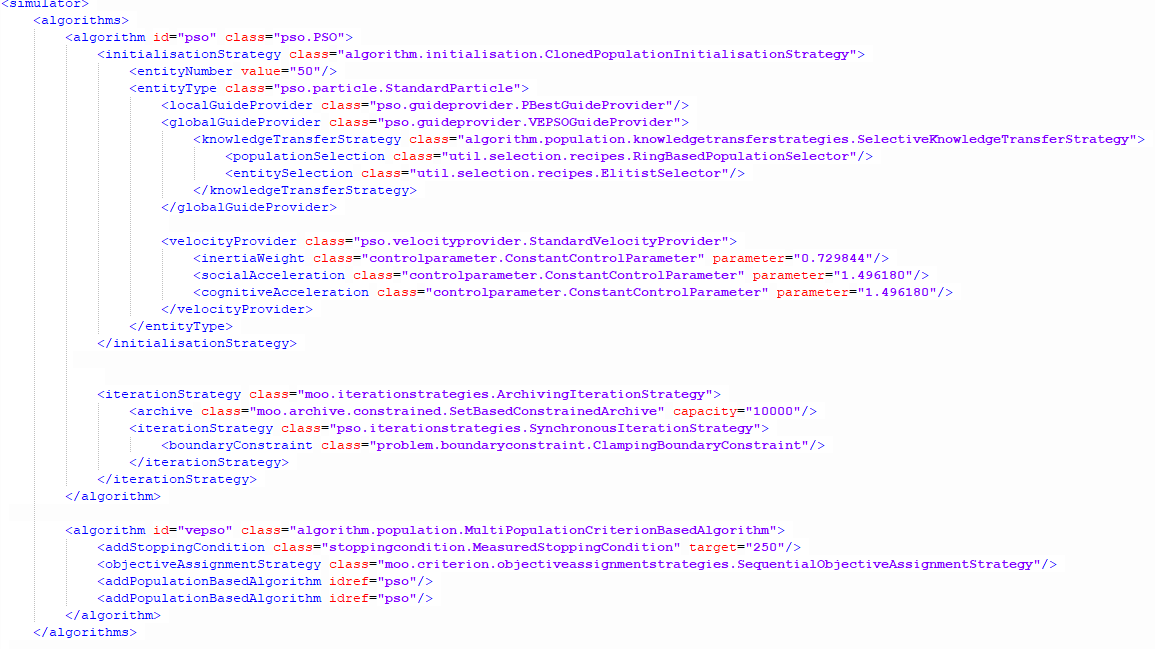 <simulator>
<algorithms>
<algorithm id="pso" class="pso.PSO">
<initialisationStrategy class="algorithm.initialisation.ClonedPopulationInitialisationStrategy">
<entityNumber value="50"/>
<entityType class="pso.particle.StandardParticle">
<localGuideProvider class="pso.guideprovider.PBestGuideProvider"/>
<globalGuideProvider class="pso.guideprovider.VEPSOGuideProvider">
<knowledgeTransferStrategy class="algorithm.population.knowledgetransferstrategies.SelectiveKnowledgeTransferStrategy">
<populationSelection class="util.selection.recipes.RingBasedPopulationSelector"/>
<entitySelection class="util.selection.recipes.ElitistSelector"/>
</knowledgeTransferStrategy>
</globalGuideProvider>
<velocityProvider class="pso.velocityprovider.StandardVelocityProvider">
<inertiaWeight class="controlparameter.ConstantControlParameter" parameter="0.729844"/>
<socialAcceleration class="controlparameter.ConstantControlParameter" parameter="1.496180"/>
<cognitiveAcceleration class="controlparameter.ConstantControlParameter" parameter="1.496180"/>
</velocityProvider>
</entityType>
</initialisationStrategy>
<iterationStrategy class="moo.iterationstrategies.ArchivingIterationStrategy">
<archive class="moo.archive.constrained.SetBasedConstrainedArchive" capacity="10000"/>
<iterationStrategy class="pso.iterationstrategies.SynchronousIterationStrategy">
<boundaryConstraint class="problem.boundaryconstraint.ClampingBoundaryConstraint"/>
</iterationStrategy>
</iterationStrategy>
</algorithm>
<algorithm id="vepso" class="algorithm.population.MultiPopulationCriterionBasedAlgorithm">
<addStoppingCondition class="stoppingcondition.MeasuredStoppingCondition" target="250"/>
<objectiveAssignmentStrategy class="moo.criterion.objectiveassignmentstrategies.SequentialObjectiveAssignmentStrategy"/>
<addPopulationBasedAlgorithm idref="pso"/>
<addPopulationBasedAlgorithm idref="pso"/>
</algorithm>
</algorithms>